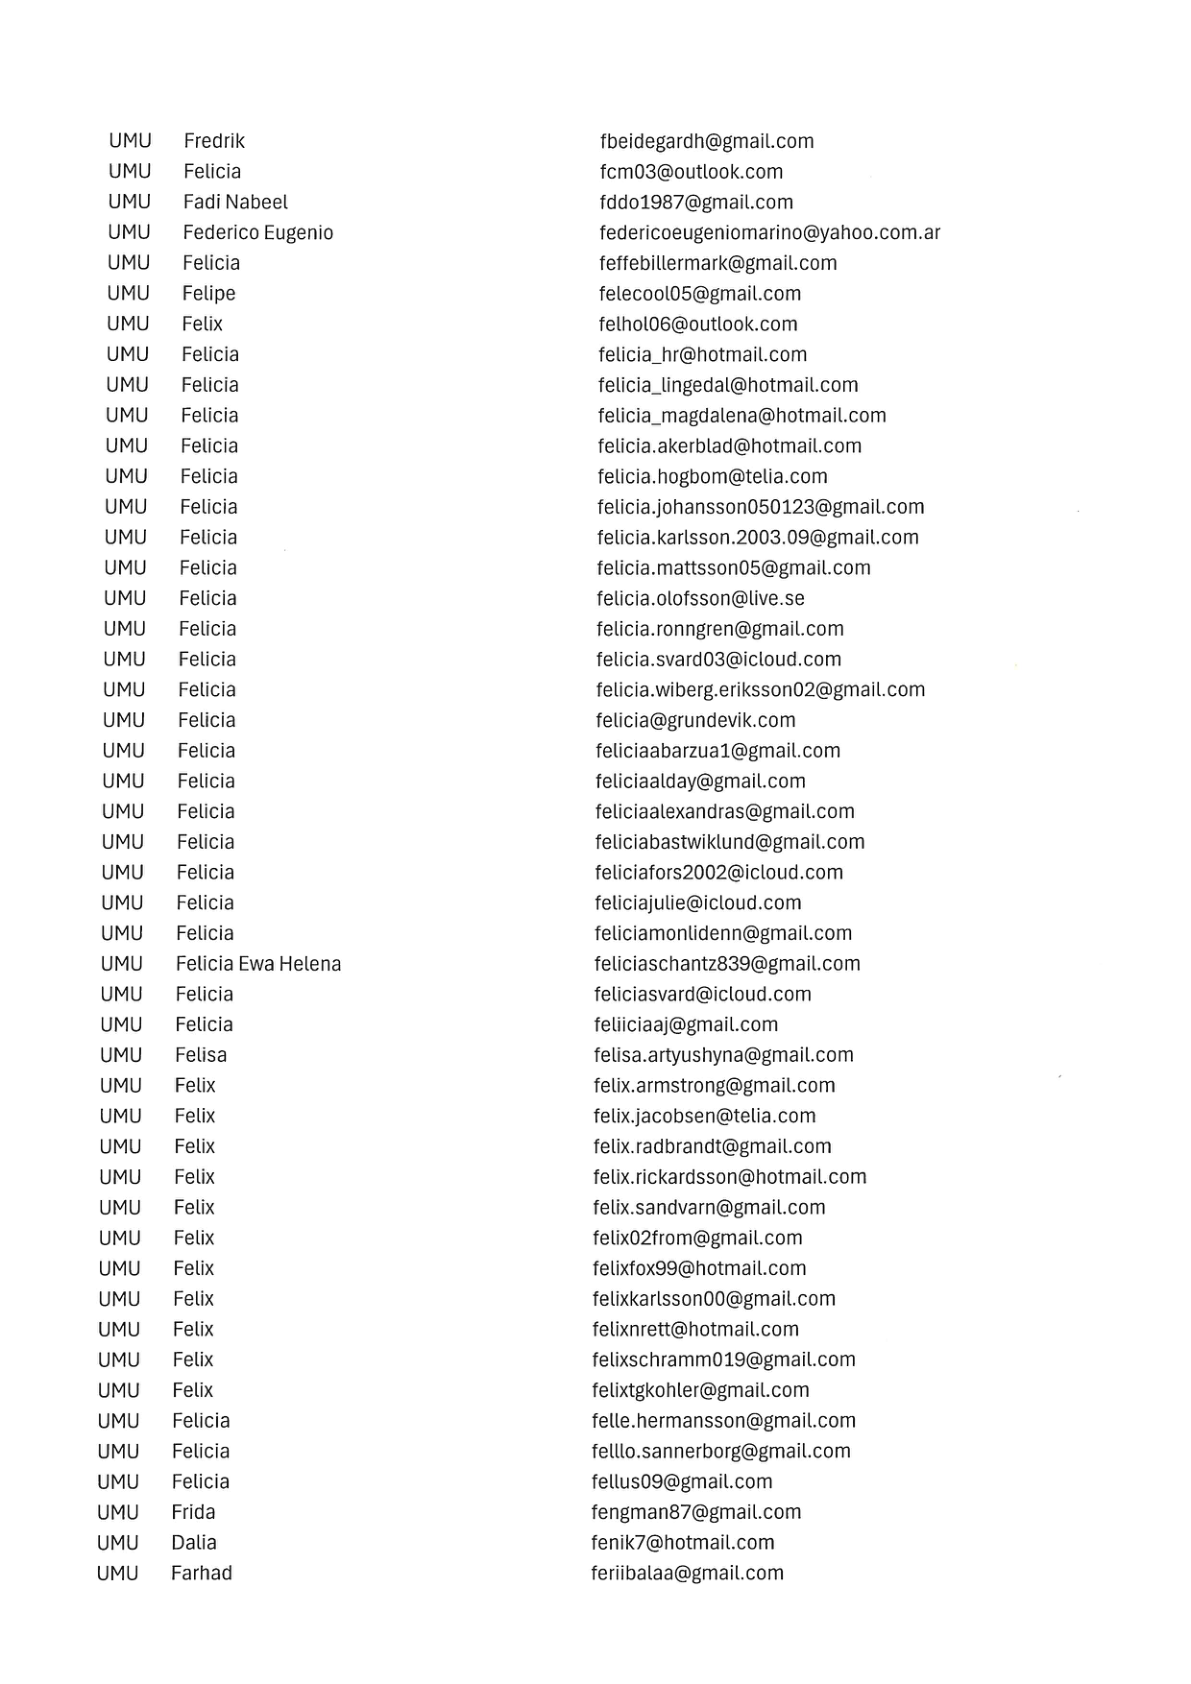 UMU Fredrik fbeidegardh@gmail.com
UMU Felicia fcm03@outlook.com
UMU Fadi Nabeel fddo1987@gmail.com
UMU Federico Eugenio federicoeugeniomarino@yahoo.com.ar
UMU Felicia feffebillermark@gmail.com
UMU Felipe felecool05@gmail.com
UMU Felix felhol06@outlook.com
UMU Felicia felicia_hr@hotmail.com
UMU Felicia felicia_lingedal@hotmail.com
UMU Felicia felicia_magdalena@hotmail.com
UMU Felicia felicia.akerblad@hotmail.com
UMU Felicia felicia.hogbom@telia.com
UMU Felicia felicia.johansson050123@gmail.com
UMU Felicia felicia.karlsson.2003.09@gmail.com
UMU Felicia felicia.mattsson05@gmail.com
UMU Felicia felicia.olofsson@live.se
UMU Felicia felicia.ronngren@gmail.com
UMU Felicia felicia.svard03@icloud.com
UMU Felicia felicia.wiberg.eriksson02@gmail.com
UMU Felicia felicia@grundevik.com
UMU Felicia feliciaabarzua1@gmail.com
UMU Felicia feliciaalday@gmail.com
UMU Felicia feliciaalexandras@gmail.com
UMU Felicia feliciabastwiklund@gmail.com
UMU Felicia feliciafors2002@icloud.com
UMU Felicia feliciajulie@icloud.com
UMU Felicia feliciamonlidenn@gmail.com
UMU Felicia Ewa Helena feliciaschantz839@gmail.com
UMU Felicia feliciasvard@icloud.com
UMU Felicia feliiciaaj@gmail.com
UMU Felisa felisa.artyushyna@gmail.com
UMU Felix felix.armstrong@gmail.com
UMU Felix felix.jacobsen@telia.com
UMU Felix felix.radbrandt@gmail.com
UMU Felix felix.rickardsson@hotmail.com
UMU Felix felix.sandvarn@gmail.com
UMU Felix felix02from@gmail.com
UMU Felix felixfox99@hotmail.com
UMU Felix felixkarlsson00@gmail.com
UMU Felix felixnrett@hotmail.com
UMU Felix felixschramm019@gmail.com
UMU Felix felixtgkohler@gmail.com
UMU Felicia felle.hermansson@gmail.com
UMU Felicia felllo.sannerborg@gmail.com
UMU Felicia fellus09@gmail.com
UMU Frida fengman87@gmail.com
UMU Dalia fenik7@hotmail.com
UMU Farhad feriibalaa@gmail.com